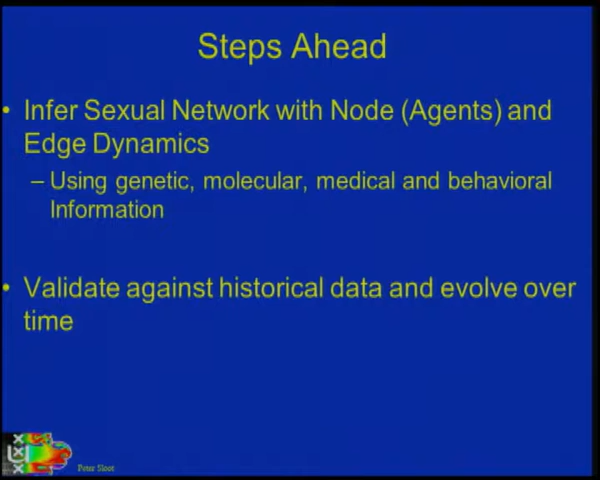 Steps Ahead
• Infer Sexual Network with Node (Agents) and
Edge Dynamics
– Using genetic, molecular, medical and behavioral
Information
• Validate against historical data and evolve over
time
Peter Sloot